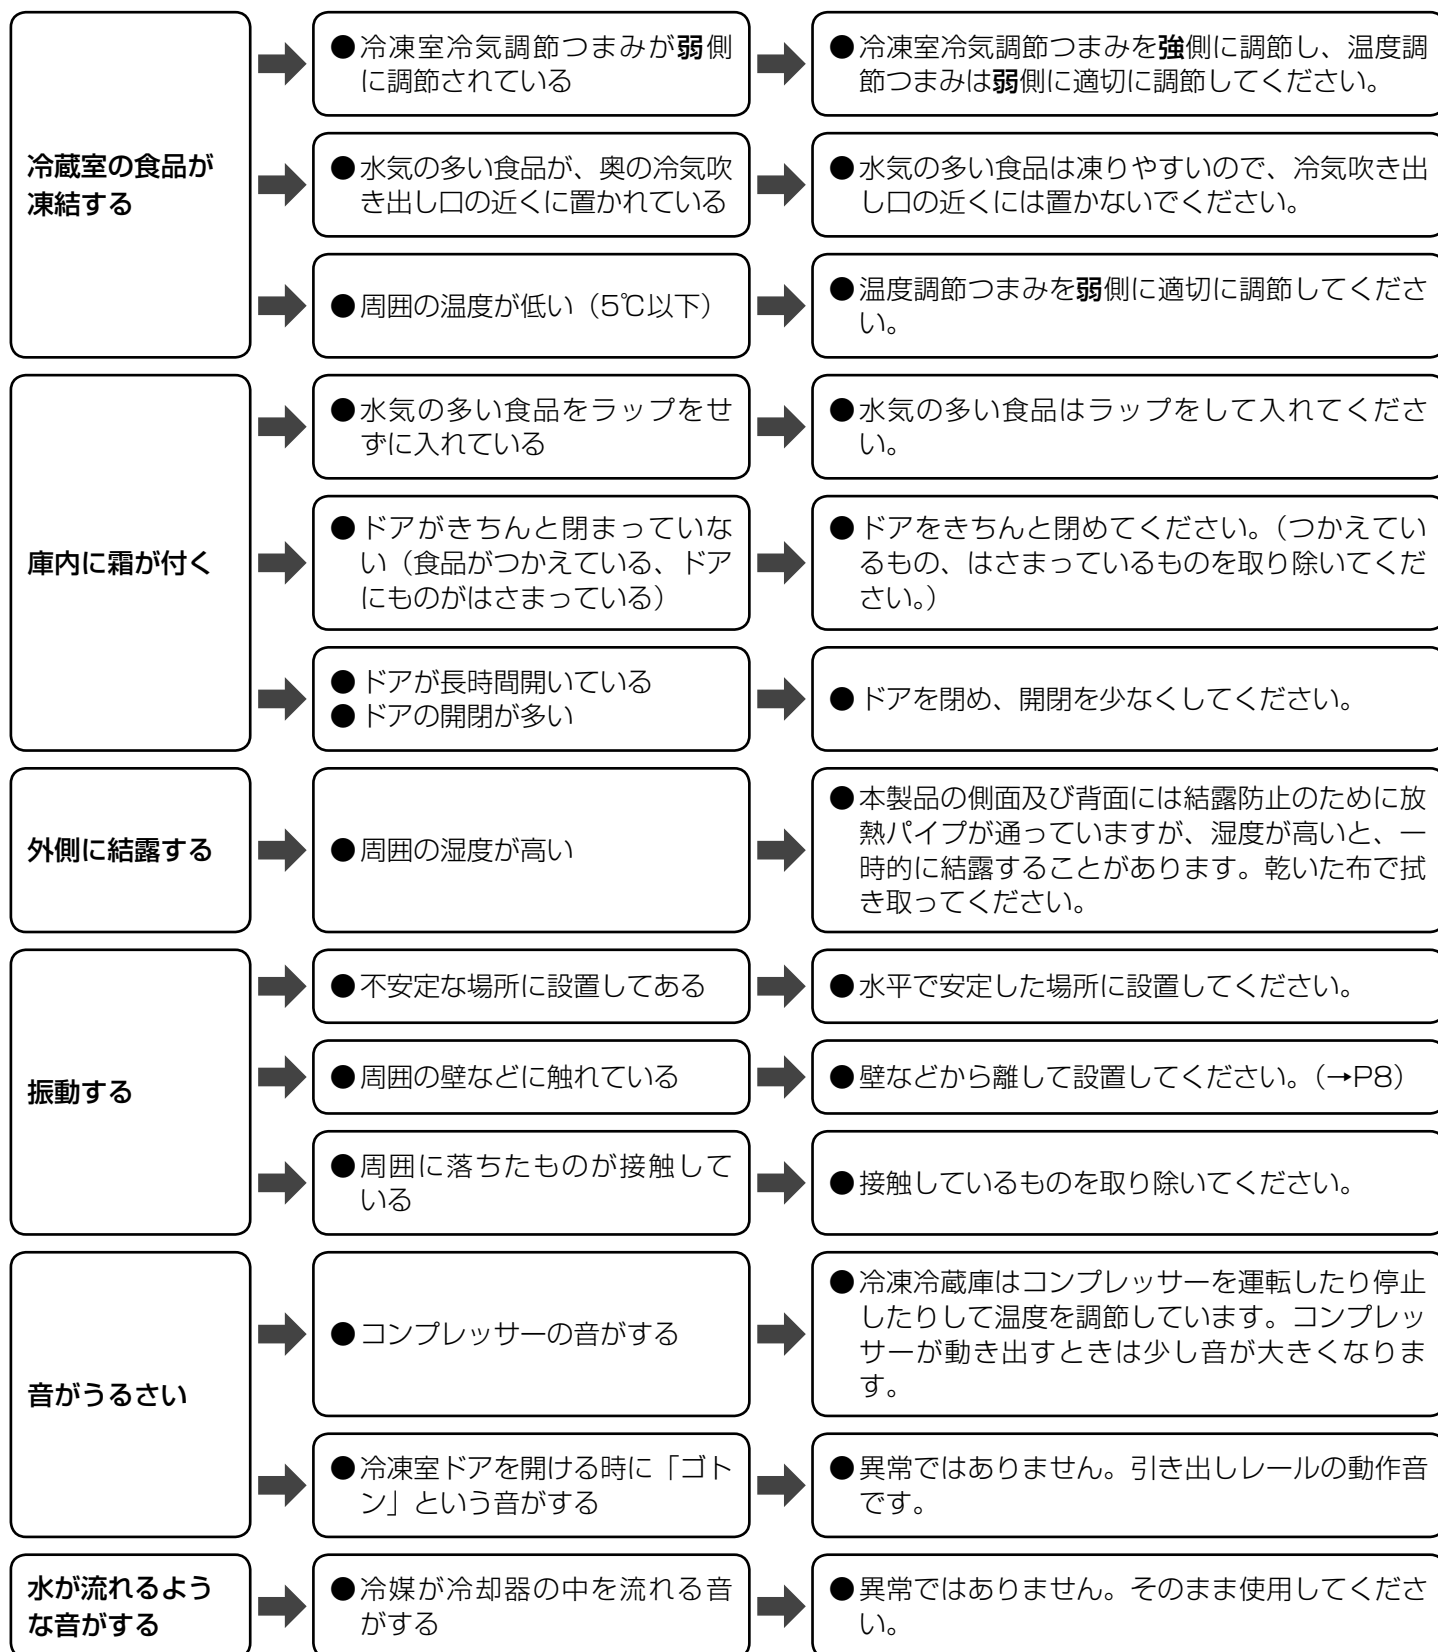 冷蔵室の食品が
凍結する
●冷凍室冷気調節つまみが弱側
に調節されている
●冷凍室冷気調節つまみを強側に調節し、温度調
節つまみは弱側に適切に調節してください。
●水気の多い食品が、奥の冷気吹
き出し口の近くに置かれている
●水気の多い食品は凍りやすいので、冷気吹き出
し口の近くには置かないでください。
●周囲の温度が低い（5℃以下）
●温度調節つまみを弱側に適切に調節してくださ
い。
庫内に霜が付く
●水気の多い食品をラップをせ
ずに入れている
●水気の多い食品はラップをして入れてくださ
い。
●ドアがきちんと閉まっていな
い（食品がつかえている、ドア
にものがはさまっている）
●ドアをきちんと閉めてください。（つかえてい
るもの、はさまっているものを取り除いてくだ
さい。）
●ドアが長時間開いている
●ドアの開閉が多い
●ドアを閉め、開閉を少なくしてください。
外側に結露する
●周囲の湿度が高い
●本製品の側面及び背面には結露防止のために放
熱パイプが通っていますが、湿度が高いと、一
時的に結露することがあります。乾いた布で拭
き取ってください。
振動する
●不安定な場所に設置してある
●水平で安定した場所に設置してください。
●周囲の壁などに触れている
●壁などから離して設置してください。（→P8）
●周囲に落ちたものが接触して
いる
●接触しているものを取り除いてください。
音がうるさい
●コンプレッサーの音がする
●冷凍冷蔵庫はコンプレッサーを運転したり停止
したりして温度を調節しています。コンプレッ
サーが動き出すときは少し音が大きくなりま
す。
●冷凍室ドアを開ける時に「ゴト
ン」という音がする
●異常ではありません。引き出しレールの動作音
です。
水が流れるよう
な音がする
●冷媒が冷却器の中を流れる音
がする
●異常ではありません。そのまま使用してくださ
い。